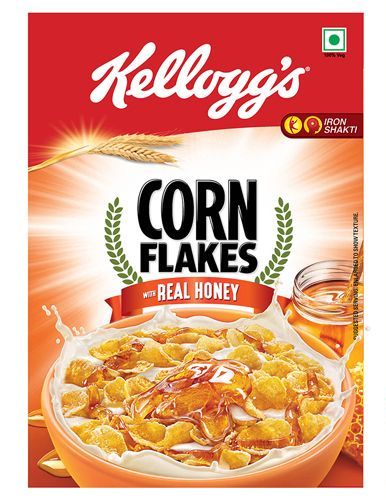 Kellogg's®
100% Veg
IRON
SHAKTI
CORN
FLAKES
WITH REAL HONEY
SUGGESTED SERVING. ENLARGED TO SHOW TEXTURE.